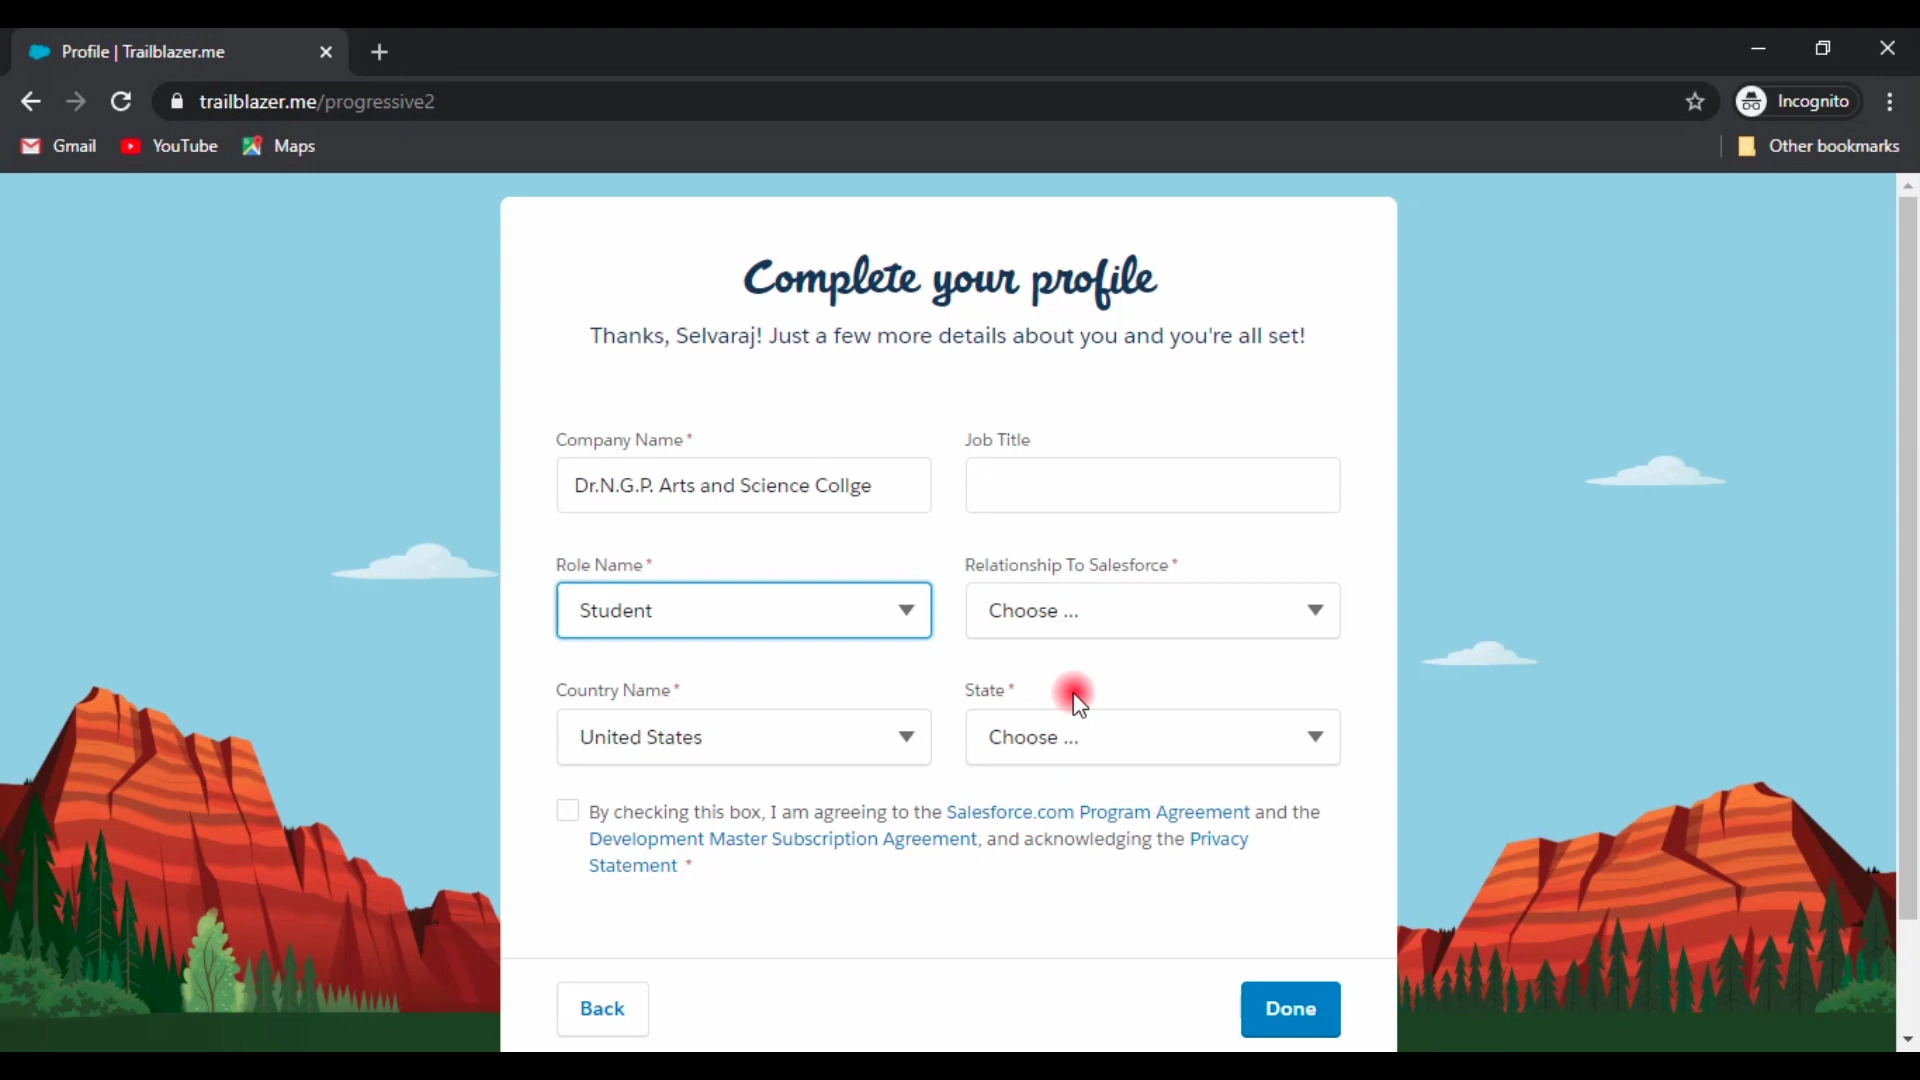 Profile | Trailblazer.me
trailblazer.me/progressive2
Incognito
Gmail
YouTube
Maps
Other bookmarks
Complete your profile
Thanks, Selvaraj! Just a few more details about you and you're all set!
Company Name *
Job Title
Dr.N.G.P. Arts and Science Collge
Role Name *
Relationship To Salesforce *
Student
Choose ...
Country Name *
State *
United States
Choose ...
By checking this box, I am agreeing to the Salesforce.com Program Agreement and the
Development Master Subscription Agreement, and acknowledging the Privacy
Statement *
Back
Done